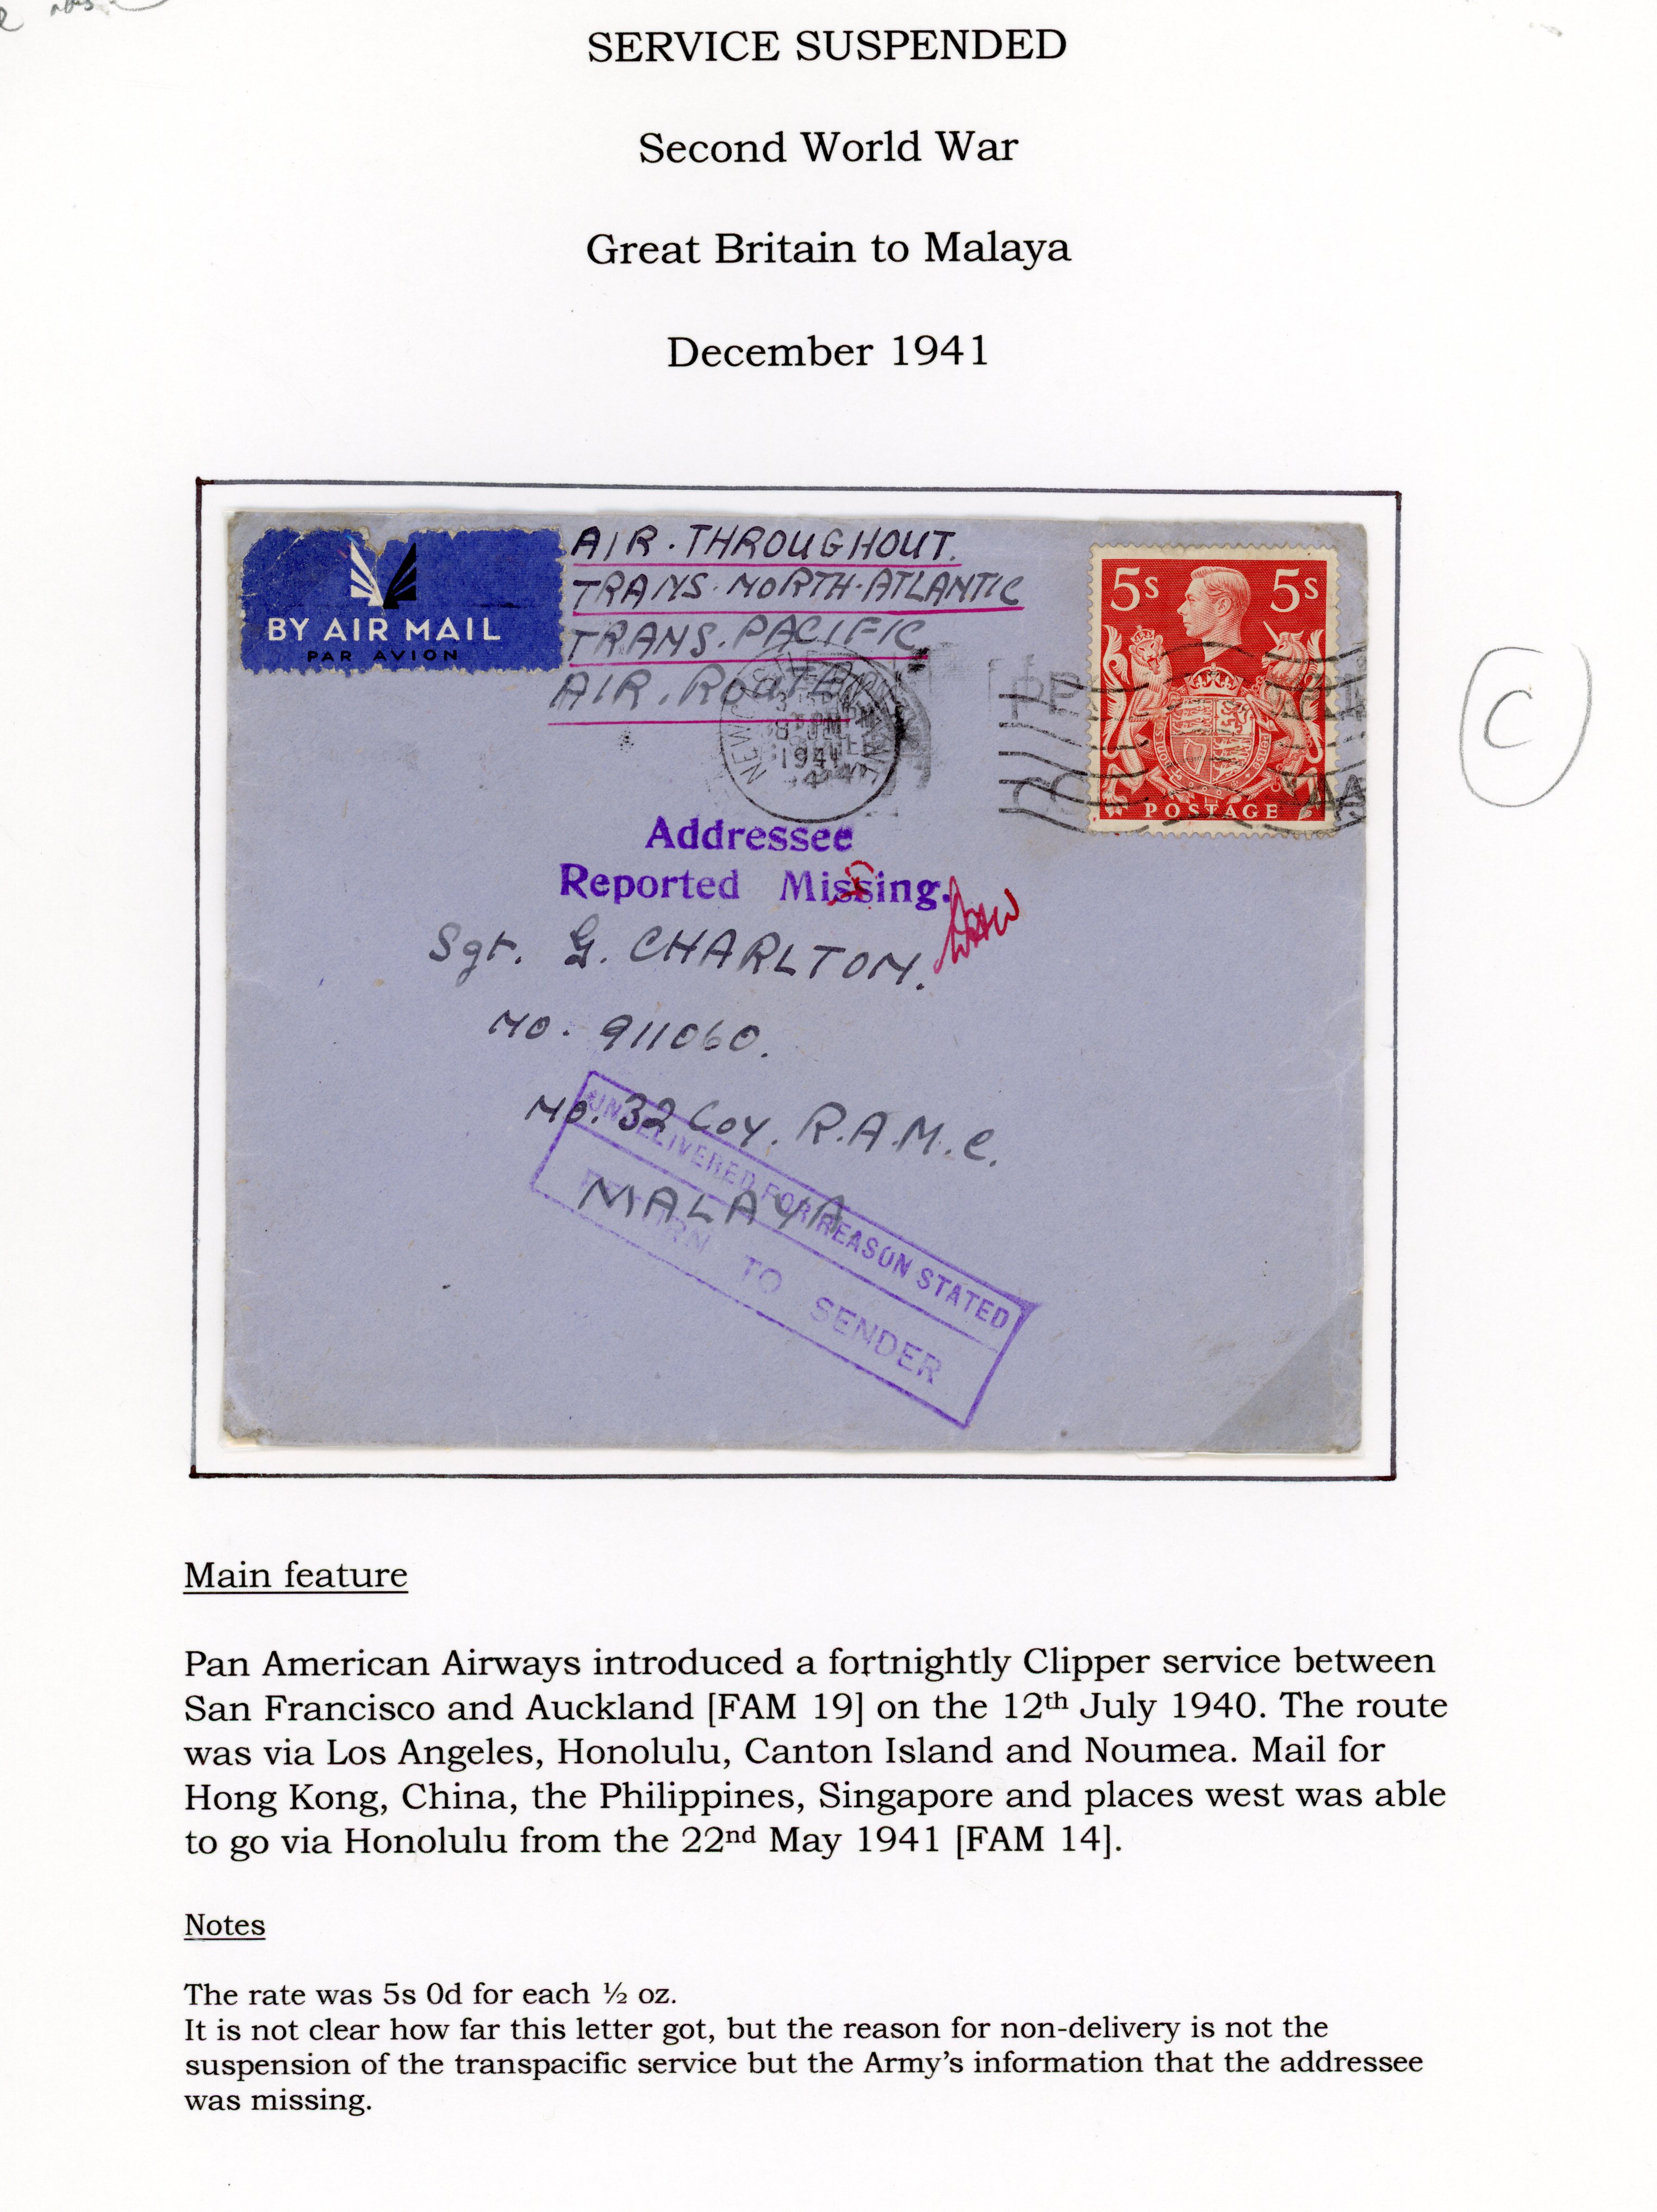 SERVICE SUSPENDED
Second World War
Great Britain to Malaya
December 1941
BY AIR MAIL
PAR AVION
AIR. THROUGHOUT.
TRANS. NORTH-ATLANTIC
TRANS. PACIFIC
AIR. ROUTE
5s 5s
POSTAGE
1941
C
Addressee
Reported Missing.
Sgt. G. CHARLTON.
NO. 911060.
NO. 32 Coy. R.A.M.C.
MALAYA
UNDELIVERED FOR REASON STATED
RETURN TO SENDER
Main feature
Pan American Airways introduced a fortnightly Clipper service between
San Francisco and Auckland [FAM 19] on the 12th July 1940. The route
was via Los Angeles, Honolulu, Canton Island and Noumea. Mail for
Hong Kong, China, the Philippines, Singapore and places west was able
to go via Honolulu from the 22nd May 1941 [FAM 14].
Notes
The rate was 5s 0d for each ½ oz.
It is not clear how far this letter got, but the reason for non-delivery is not the
suspension of the transpacific service but the Army’s information that the addressee
was missing.